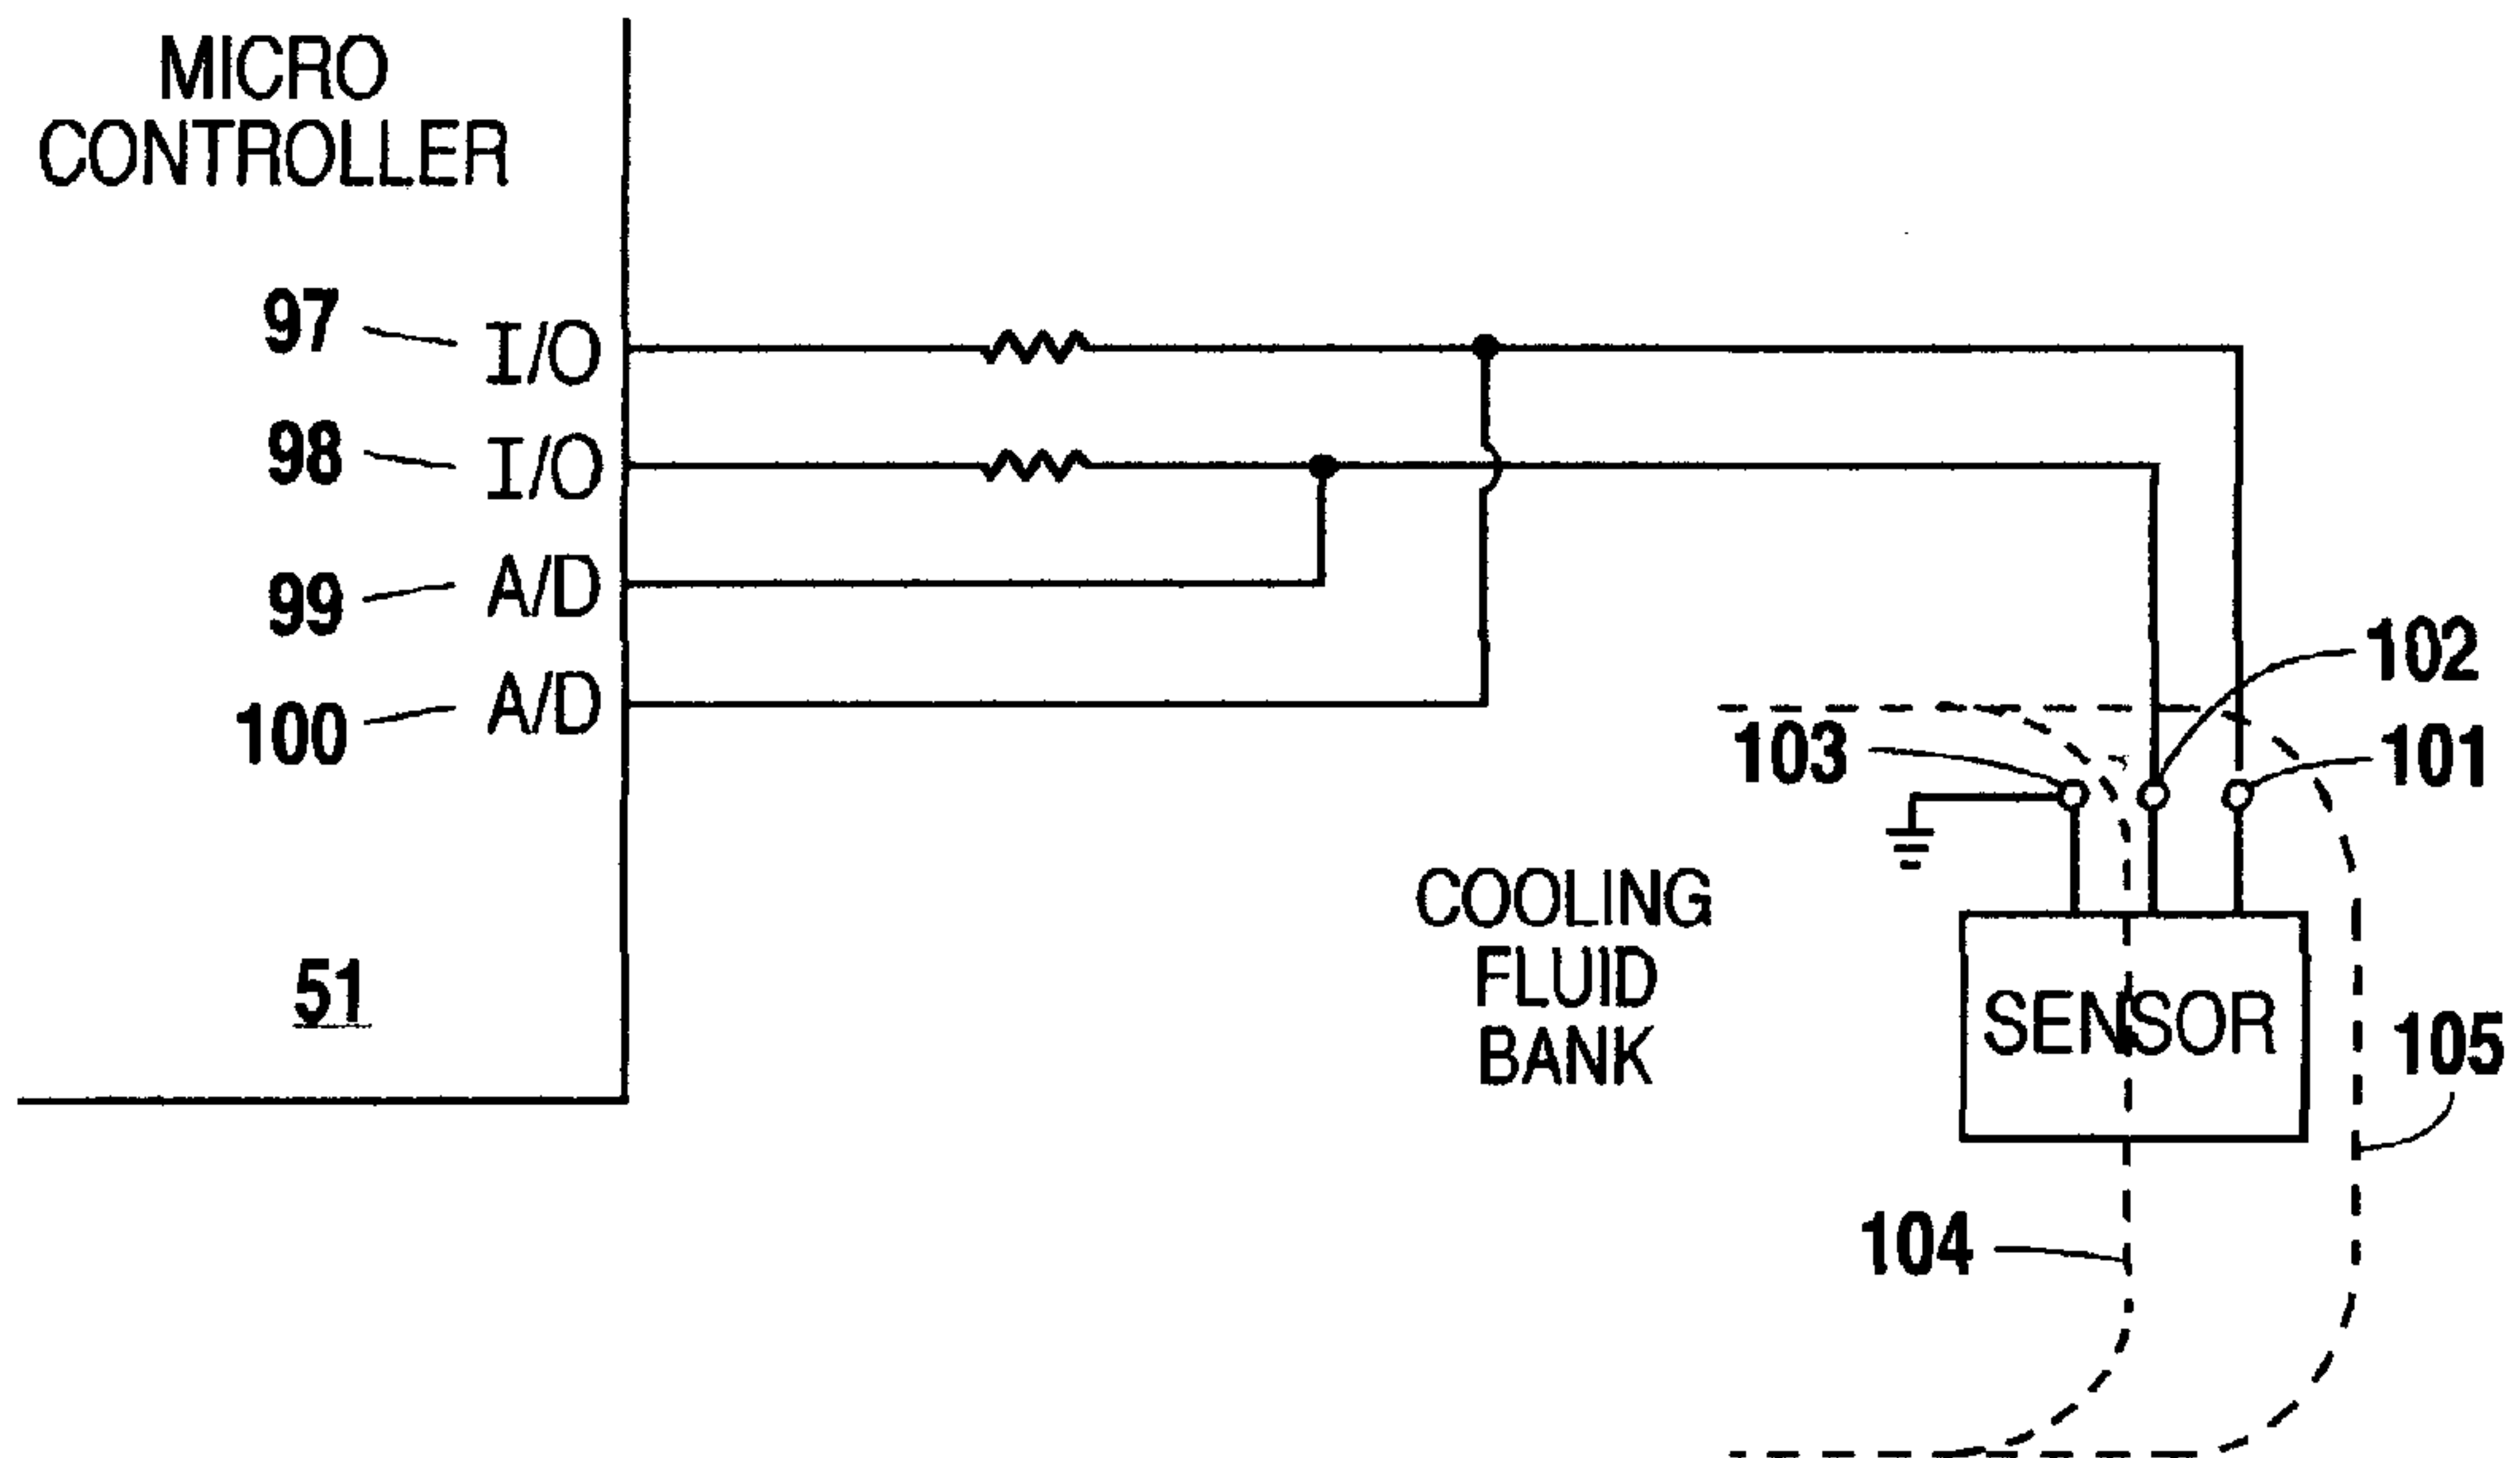 MICRO
CONTROLLER
97 I/O
98 I/O
99 A/D
100 A/D
51
102
103
101
COOLING
FLUID
BANK
SENSOR
105
104